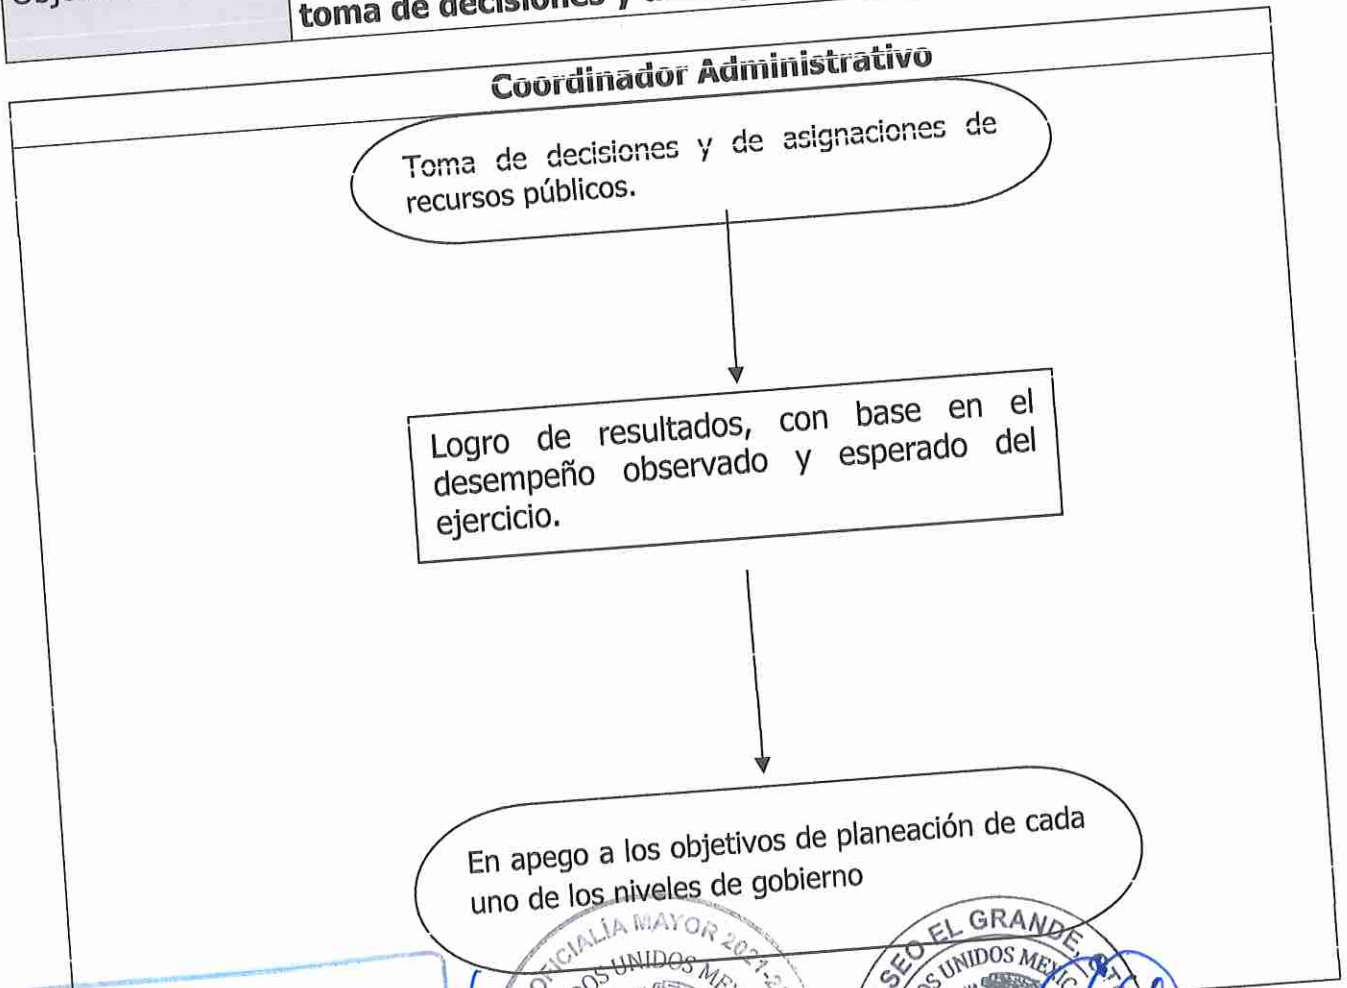 toma de decisiones y
Coordinador Administrativo
Toma de decisiones y de asignaciones de
recursos públicos.
Logro de resultados, con base en el
desempeño observado y esperado del
ejercicio.
En apego a los objetivos de planeación de cada
uno de los niveles de gobierno
OFICIALÍA MAYOR 2021-2
UNIDOS
EL GRANDE,
UNIDOS